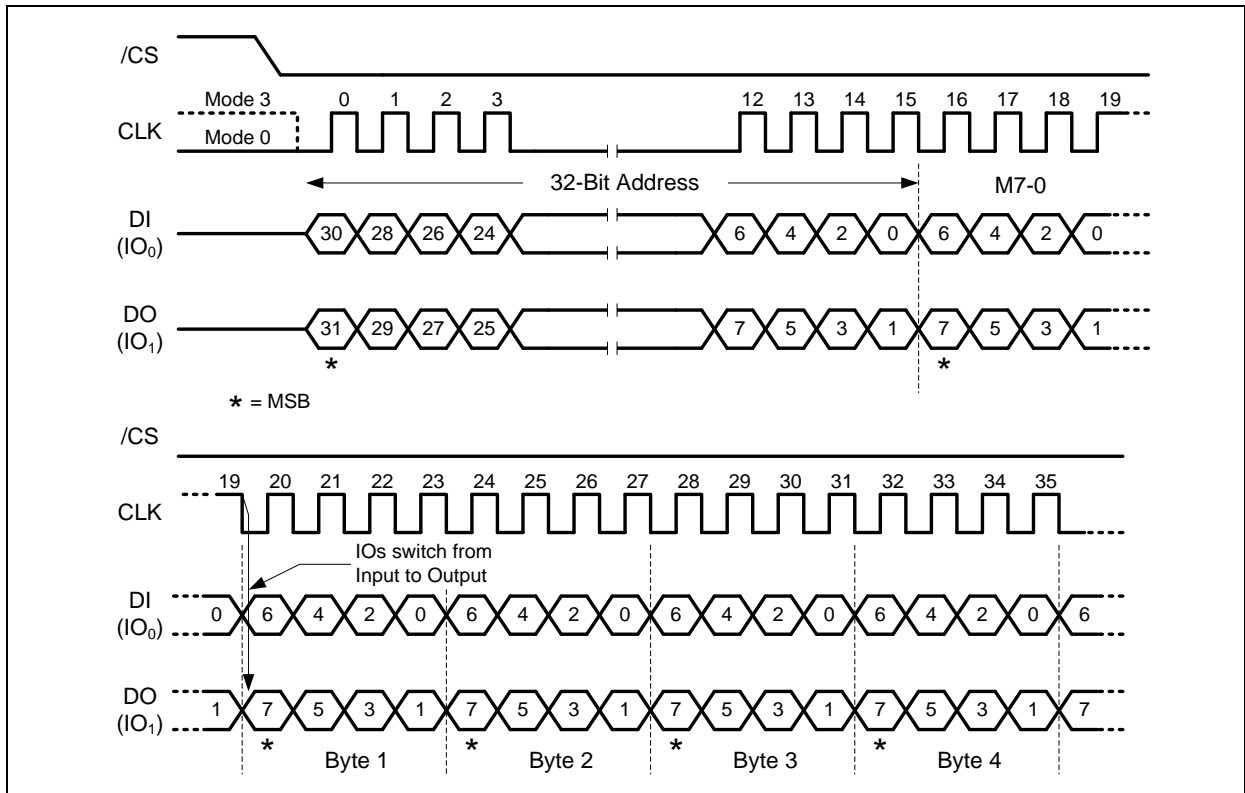 /CS
Mode 3 0 1 2 3 12 13 14 15 16 17 18 19
CLK
Mode 0
32-Bit Address M7-0
DI
(IO0)
30 28 26 24 6 4 2 0 6 4 2 0
DO
(IO1)
31 29 27 25 7 5 3 1 7 5 3 1
* *
* = MSB
/CS
19 20 21 22 23 24 25 26 27 28 29 30 31 32 33 34 35
CLK
IOs switch from
Input to Output
DI
(IO0)
0 6 4 2 0 6 4 2 0 6 4 2 0 6 4 2 0 6
DO
(IO1)
1 7 5 3 1 7 5 3 1 7 5 3 1 7 5 3 1 7
* * * *
Byte 1 Byte 2 Byte 3 Byte 4